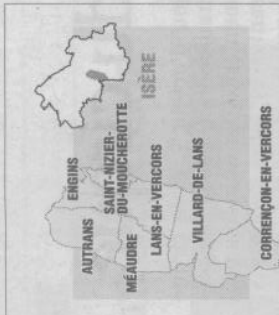 ISÈRE
ENGINS
AUTRANS
SAINT-NIZIER-
DU-MOUCHEROTTE
MÉAUDRE
LANS-EN-VERCORS
VILLARD-DE-LANS
CORRENÇON-EN-VERCORS